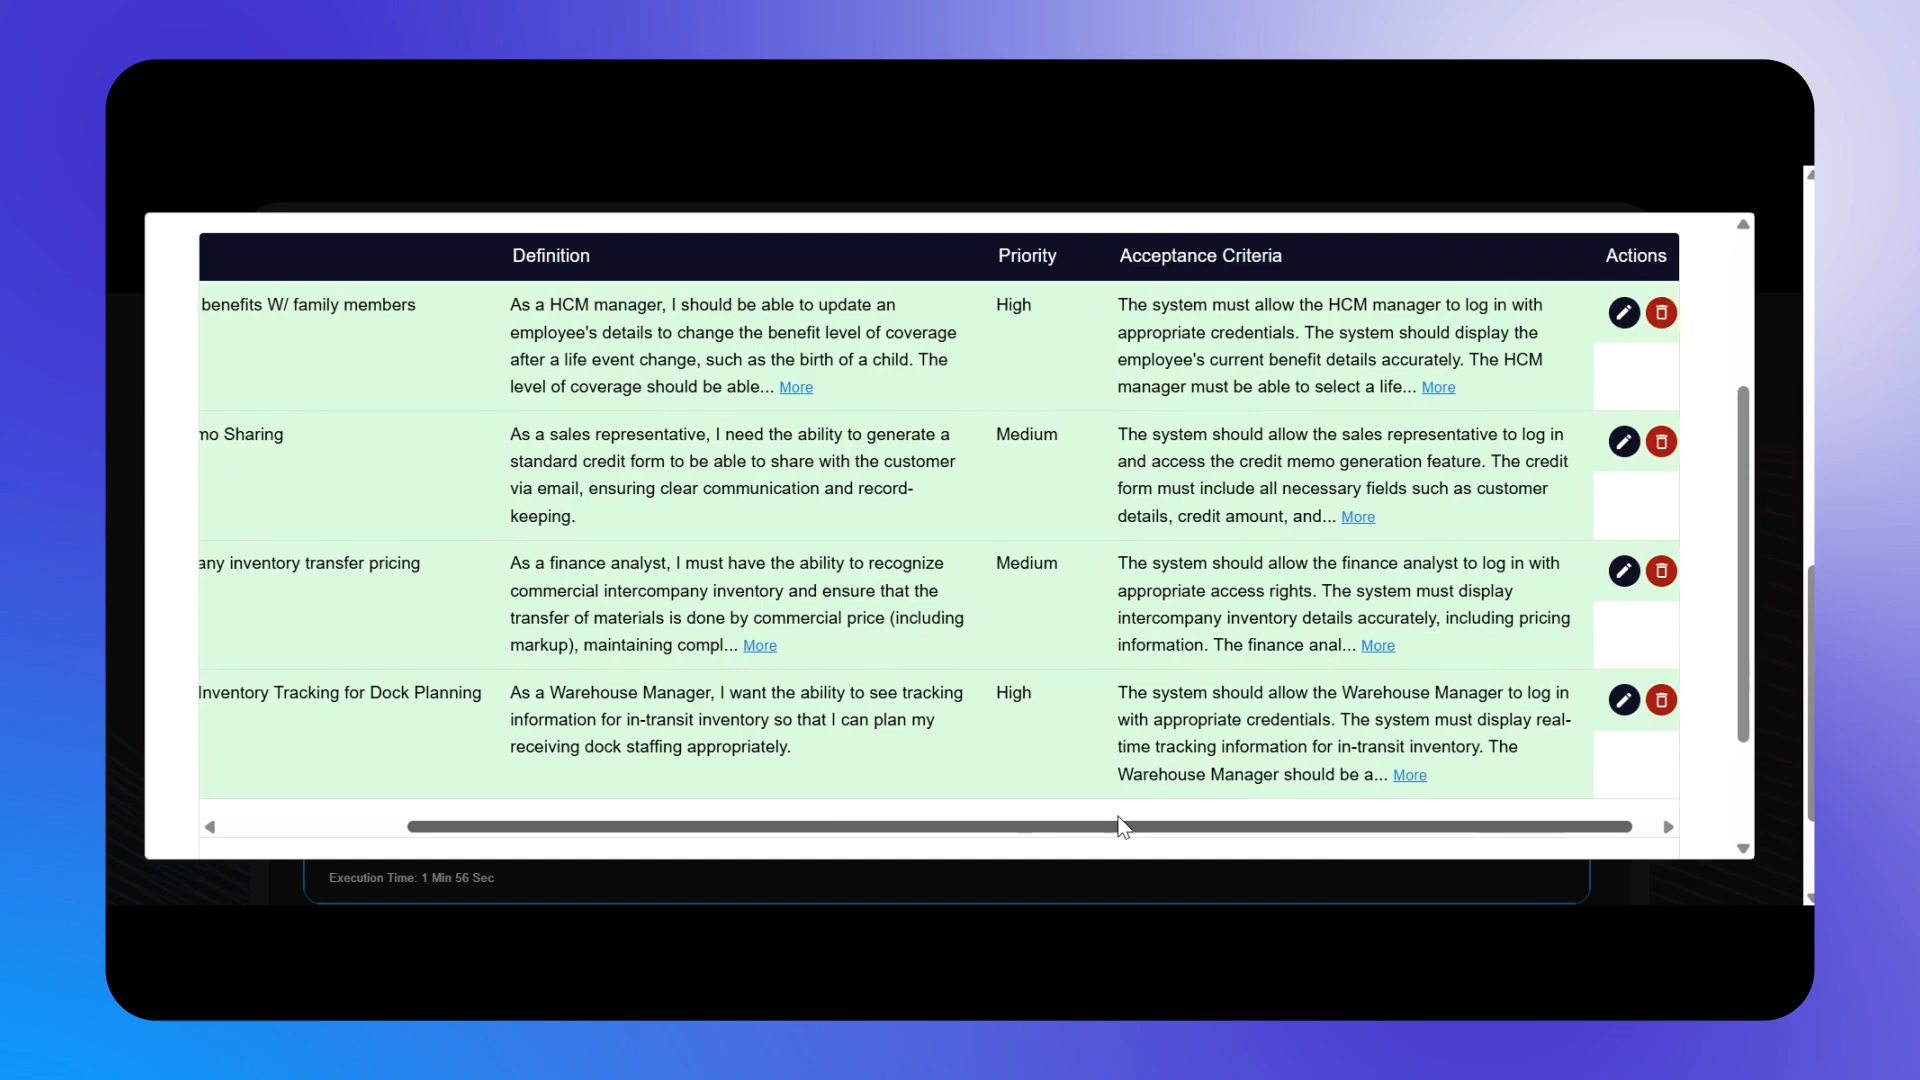 Definition Priority Acceptance Criteria Actions
benefits W/ family members
As a HCM manager, I should be able to update an
employee's details to change the benefit level of coverage
after a life event change, such as the birth of a child. The
level of coverage should be able... More
High
The system must allow the HCM manager to log in with
appropriate credentials. The system should display the
employee's current benefit details accurately. The HCM
manager must be able to select a life... More
mo Sharing
As a sales representative, I need the ability to generate a
standard credit form to be able to share with the customer
via email, ensuring clear communication and record-
keeping.
Medium
The system should allow the sales representative to log in
and access the credit memo generation feature. The credit
form must include all necessary fields such as customer
details, credit amount, and... More
any inventory transfer pricing
As a finance analyst, I must have the ability to recognize
commercial intercompany inventory and ensure that the
transfer of materials is done by commercial price (including
markup), maintaining compl... More
Medium
The system should allow the finance analyst to log in with
appropriate access rights. The system must display
intercompany inventory details accurately, including pricing
information. The finance anal... More
Inventory Tracking for Dock Planning
As a Warehouse Manager, I want the ability to see tracking
information for in-transit inventory so that I can plan my
receiving dock staffing appropriately.
High
The system should allow the Warehouse Manager to log in
with appropriate credentials. The system must display real-
time tracking information for in-transit inventory. The
Warehouse Manager should be a... More
Execution Time: 1 Min 56 Sec